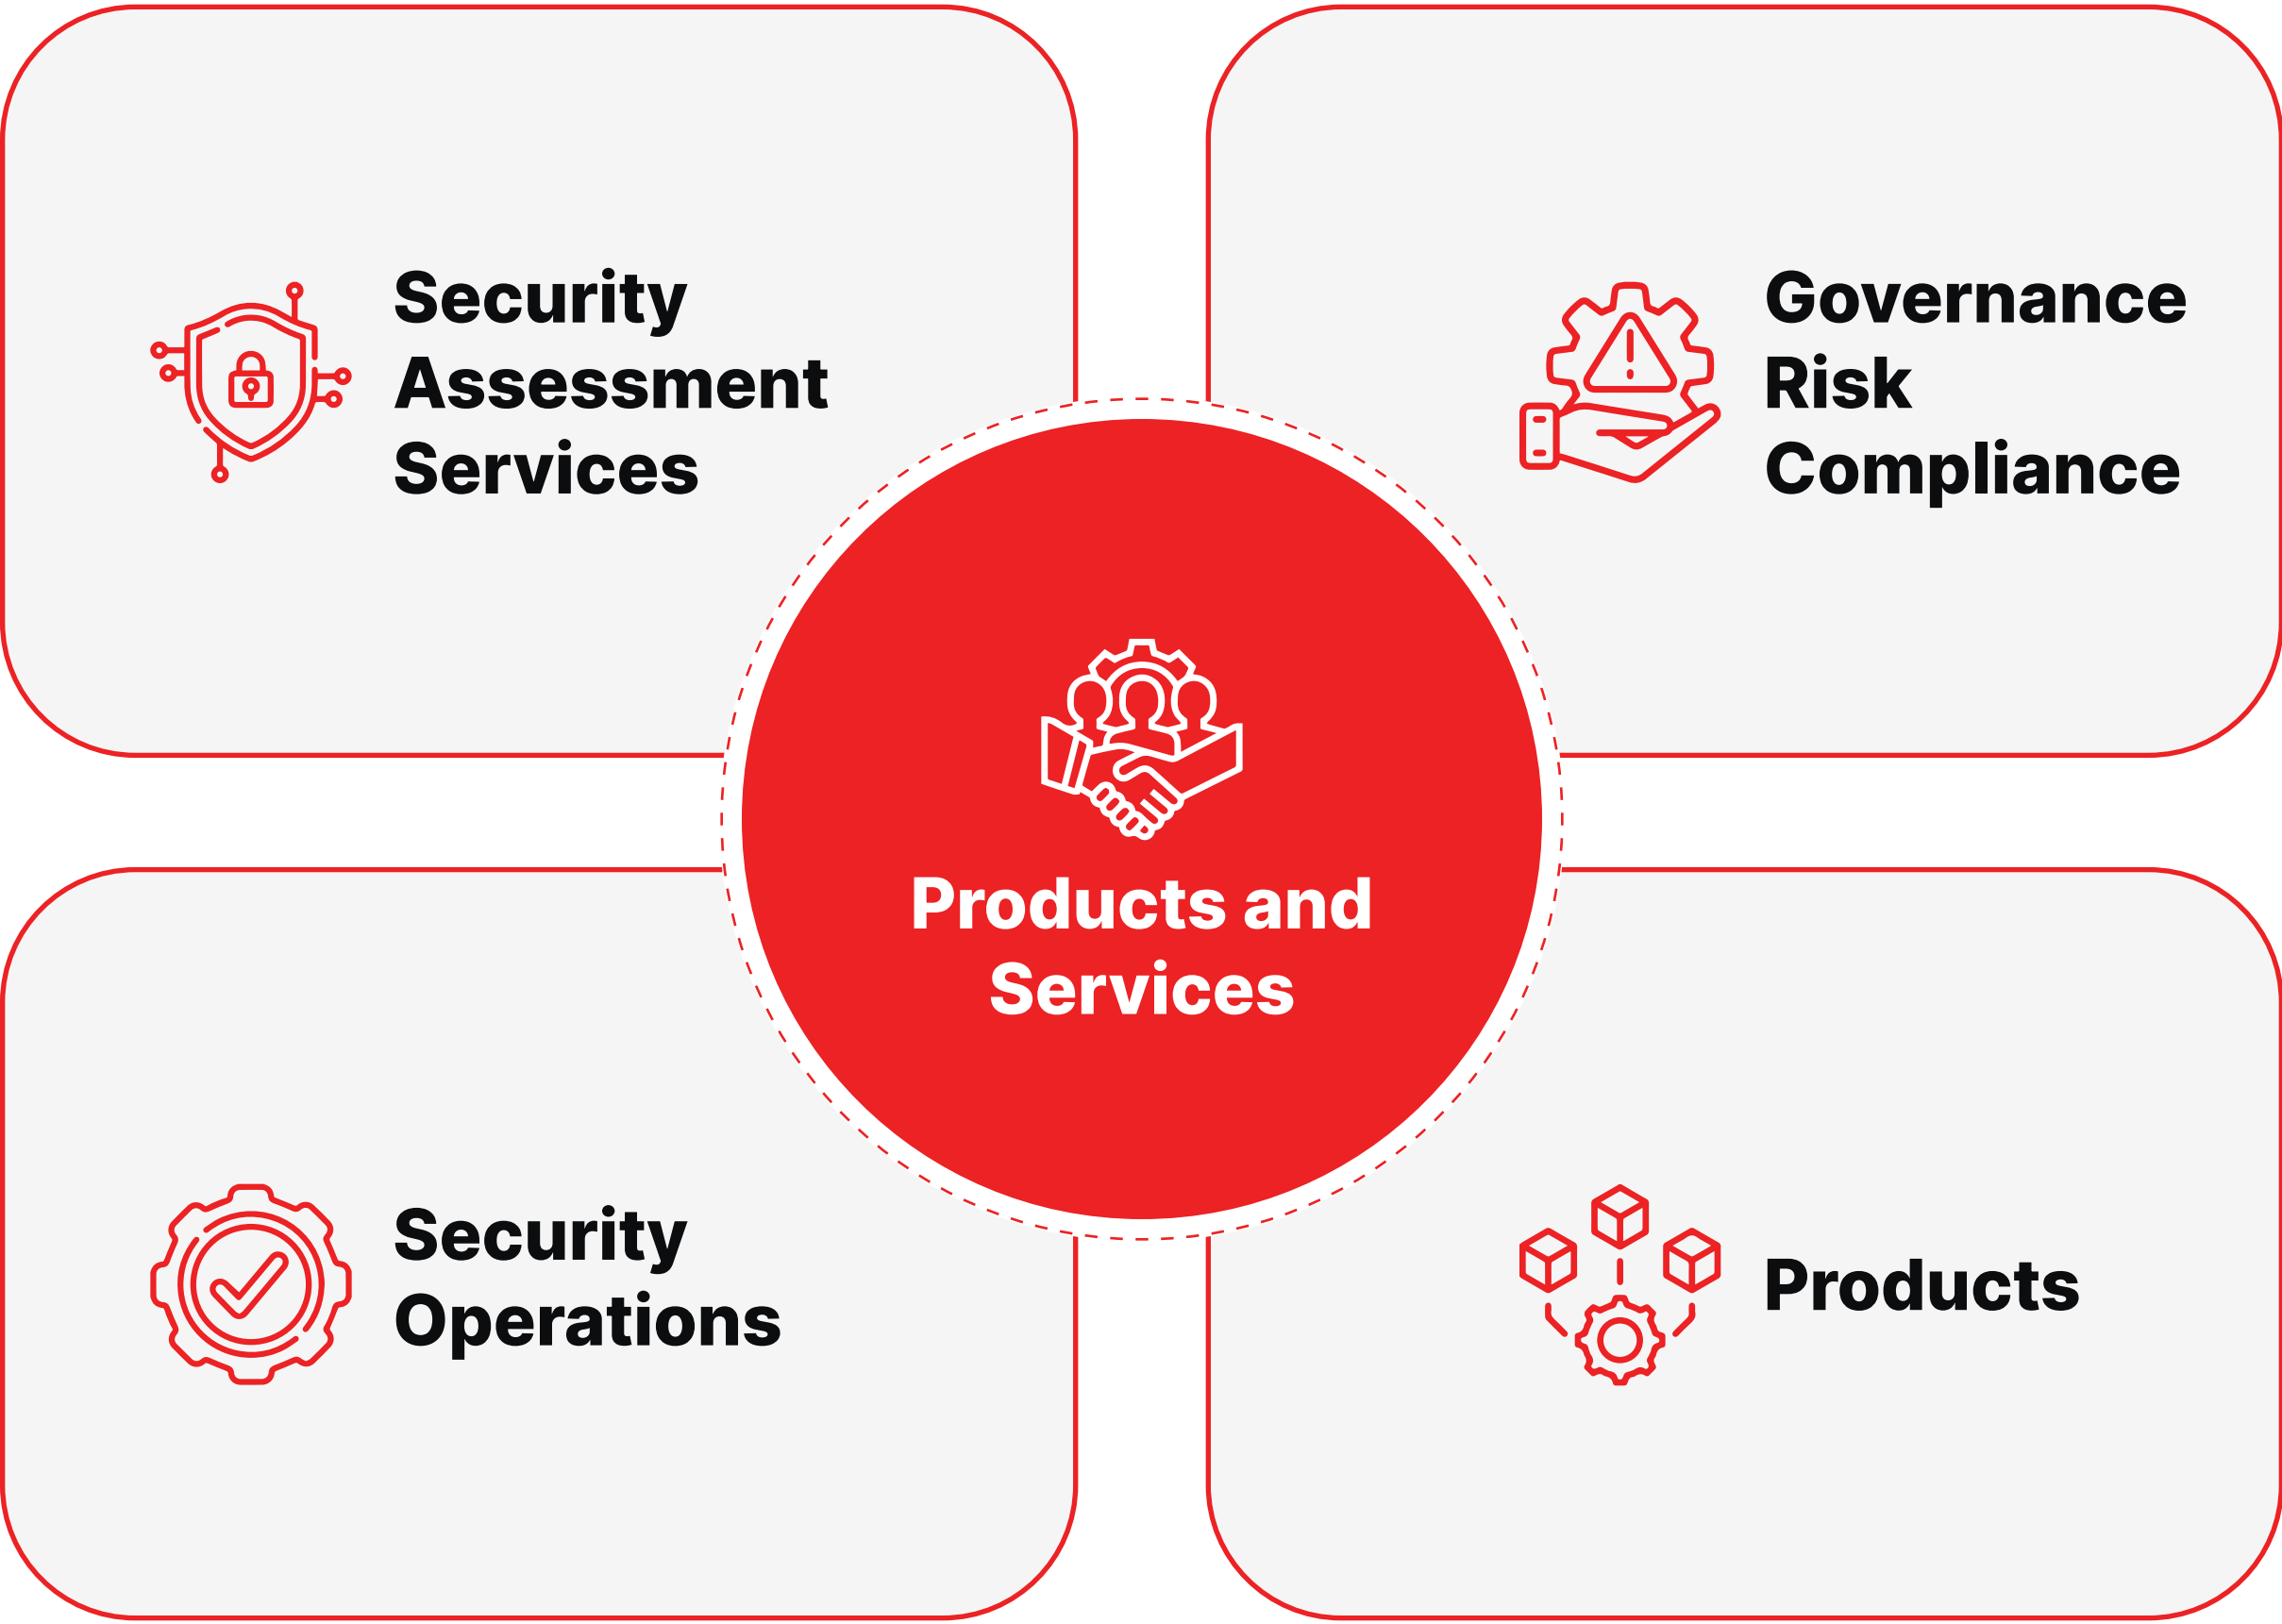 Security
Assessment
Services
Governance
Risk
Compliance
Products and
Services
Security
Operations
Products